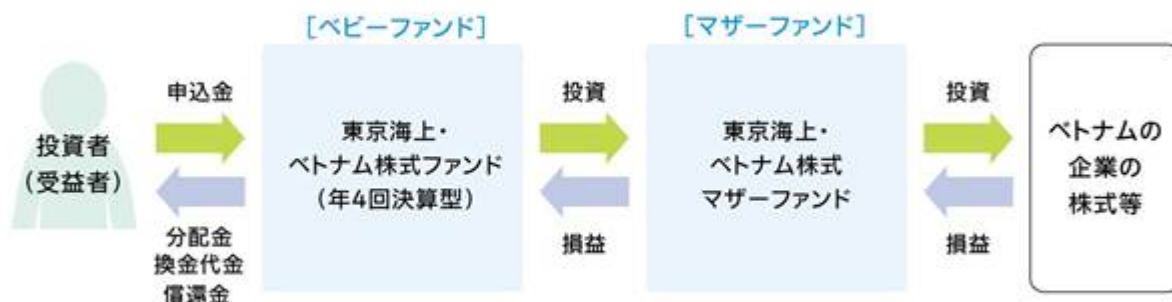 [ベビーファンド]
[マザーファンド]
投資者
(受益者)
申込金
分配金
換金代金
償還金
東京海上・
ベトナム株式ファンド
(年4回決算型)
投資
損益
東京海上・
ベトナム株式
マザーファンド
投資
損益
ベトナムの
企業の
株式等